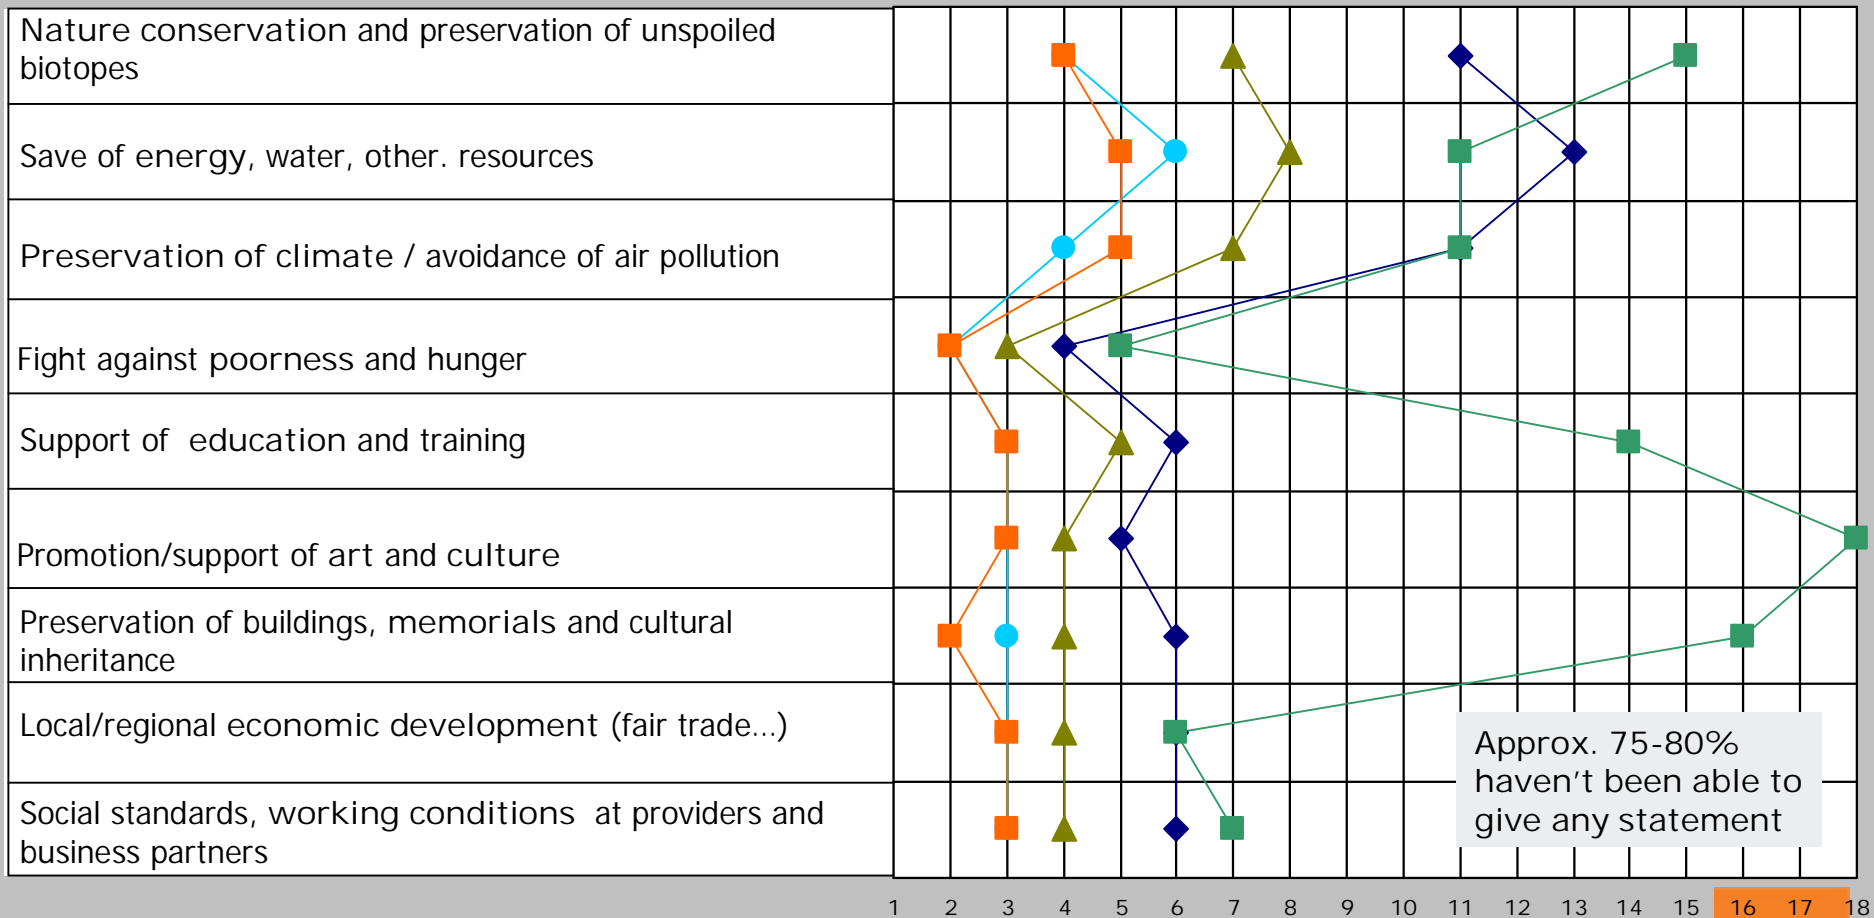 Nature conservation and preservation of unspoiled
biotopes
Save of energy, water, other. resources
Preservation of climate / avoidance of air pollution
Fight against poorness and hunger
Support of education and training
Promotion/support of art and culture
Preservation of buildings, memorials and cultural
inheritance
Local/regional economic development (fair trade...)
Social standards, working conditions at providers and
business partners
Approx. 75-80%
haven't been able to
give any statement
1 2 3 4 5 6 7 8 9 10 11 12 13 14 15 16 17 18